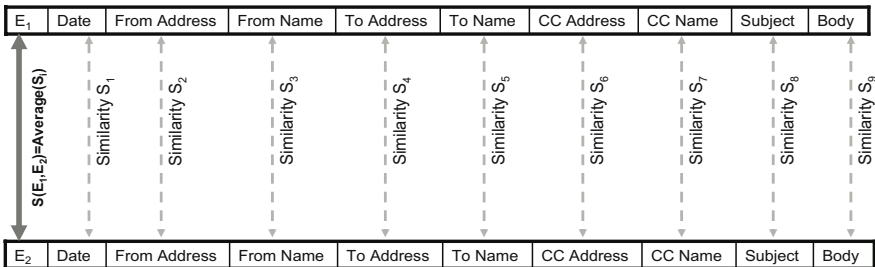 E₁ Date From Address From Name To Address To Name CC Address CC Name Subject Body
S(E₁,E₂)=Average(Sᵢ)
Similarity S₁
Similarity S₂
Similarity S₃
Similarity S₄
Similarity S₅
Similarity S₆
Similarity S₇
Similarity S₈
Similarity S₉
E₂ Date From Address From Name To Address To Name CC Address CC Name Subject Body